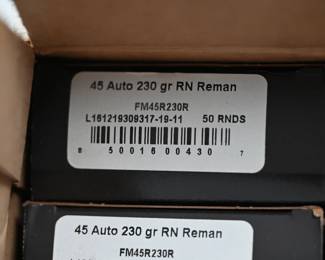 45 Auto 230 gr RN Reman
FM45R230R
L161219309317-19-11 50 RNDS
8 50016 00430 7
45 Auto 230 gr RN Reman
FM45R230R